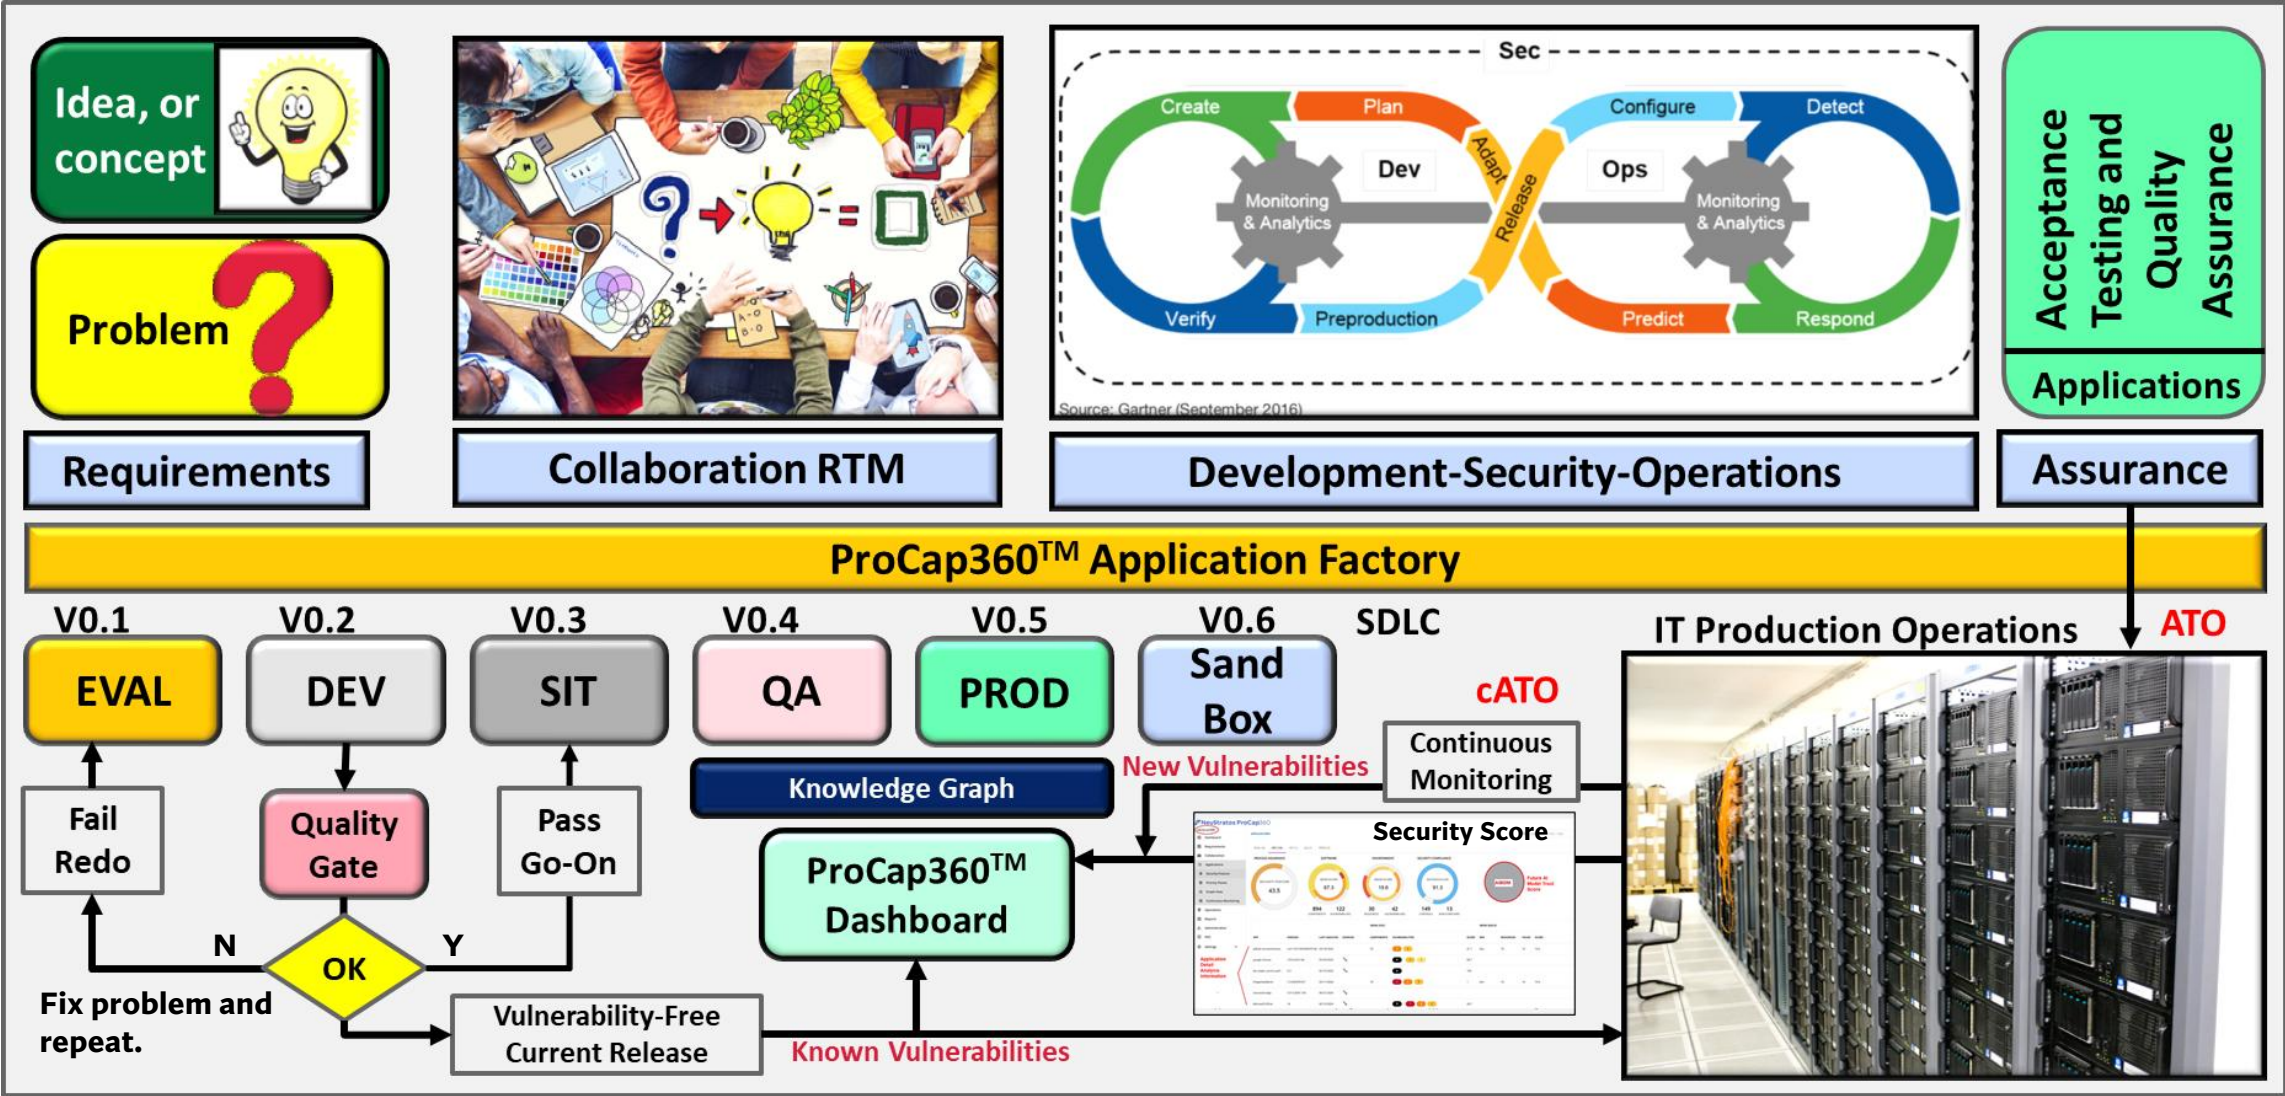 Idea, or
concept
Problem
Requirements
Collaboration RTM
Sec
Create
Plan
Adapt
Configure
Detect
Dev
Ops
Monitoring
& Analytics
Release
Monitoring
& Analytics
Verify
Preproduction
Predict
Respond
Source: Gartner (September 2016)
Development-Security-Operations
Acceptance
Testing and
Quality
Assurance
Applications
Assurance
ProCap360TM Application Factory
V0.1
V0.2
V0.3
V0.4
V0.5
V0.6
SDLC
EVAL
DEV
SIT
QA
PROD
Sand
Box
IT Production Operations
ATO
cATO
Continuous
Monitoring
New Vulnerabilities
Knowledge Graph
Fail
Redo
Quality
Gate
Pass
Go-On
ProCap360TM
Dashboard
Security Score
N
OK
Y
Fix problem and
repeat.
Vulnerability-Free
Current Release
Known Vulnerabilities